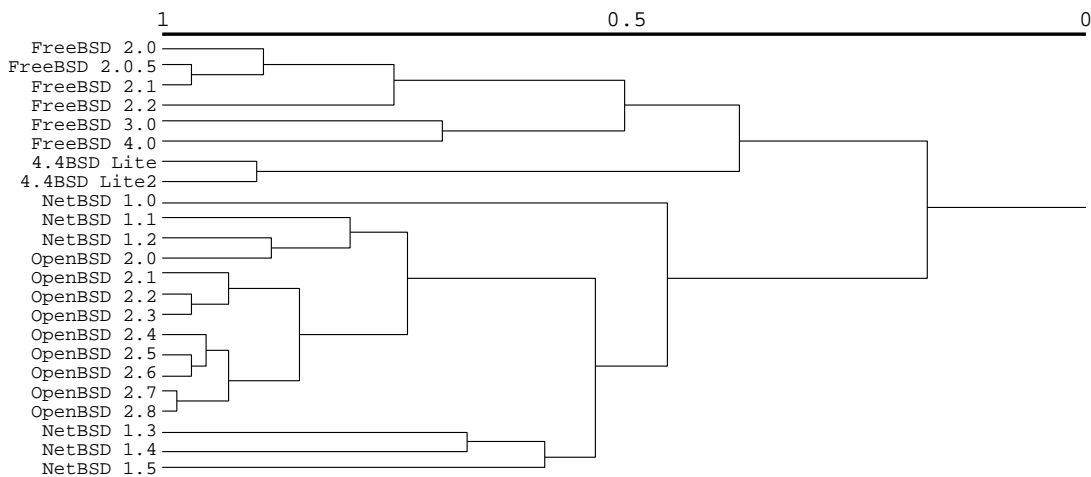 1 0.5 0
FreeBSD 2.0
FreeBSD 2.0.5
FreeBSD 2.1
FreeBSD 2.2
FreeBSD 3.0
FreeBSD 4.0
4.4BSD Lite
4.4BSD Lite2
NetBSD 1.0
NetBSD 1.1
NetBSD 1.2
OpenBSD 2.0
OpenBSD 2.1
OpenBSD 2.2
OpenBSD 2.3
OpenBSD 2.4
OpenBSD 2.5
OpenBSD 2.6
OpenBSD 2.7
OpenBSD 2.8
NetBSD 1.3
NetBSD 1.4
NetBSD 1.5